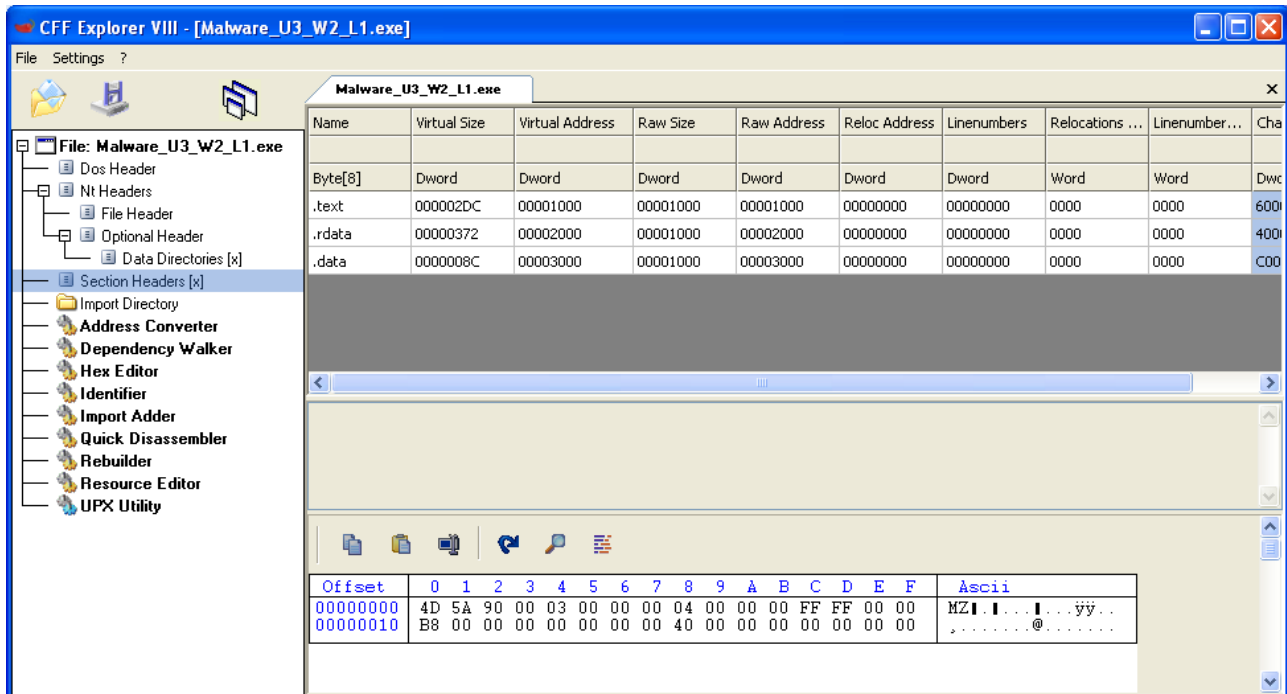 CFF Explorer VIII - [Malware_U3_W2_L1.exe]
File Settings ?
Malware_U3_W2_L1.exe
File: Malware_U3_W2_L1.exe
Dos Header
Nt Headers
File Header
Optional Header
Data Directories [x]
Section Headers [x]
Import Directory
Address Converter
Dependency Walker
Hex Editor
Identifier
Import Adder
Quick Disassembler
Rebuilder
Resource Editor
UPX Utility
Name Virtual Size Virtual Address Raw Size Raw Address Reloc Address Linenumbers Relocations ... Linenumber... Cha
Byte[8] Dword Dword Dword Dword Dword Dword Word Word Dwo
.text 000002DC 00001000 00001000 00001000 00000000 00000000 0000 0000 600
.rdata 00000372 00002000 00001000 00002000 00000000 00000000 0000 0000 400
.data 0000008C 00003000 00001000 00003000 00000000 00000000 0000 0000 C00
Offset 0 1 2 3 4 5 6 7 8 9 A B C D E F Ascii
00000000 4D 5A 90 00 03 00 00 00 04 00 00 00 FF FF 00 00 MZ▮.▮...▮...ÿÿ..
00000010 B8 00 00 00 00 00 00 00 40 00 00 00 00 00 00 00 ¸.......@.......